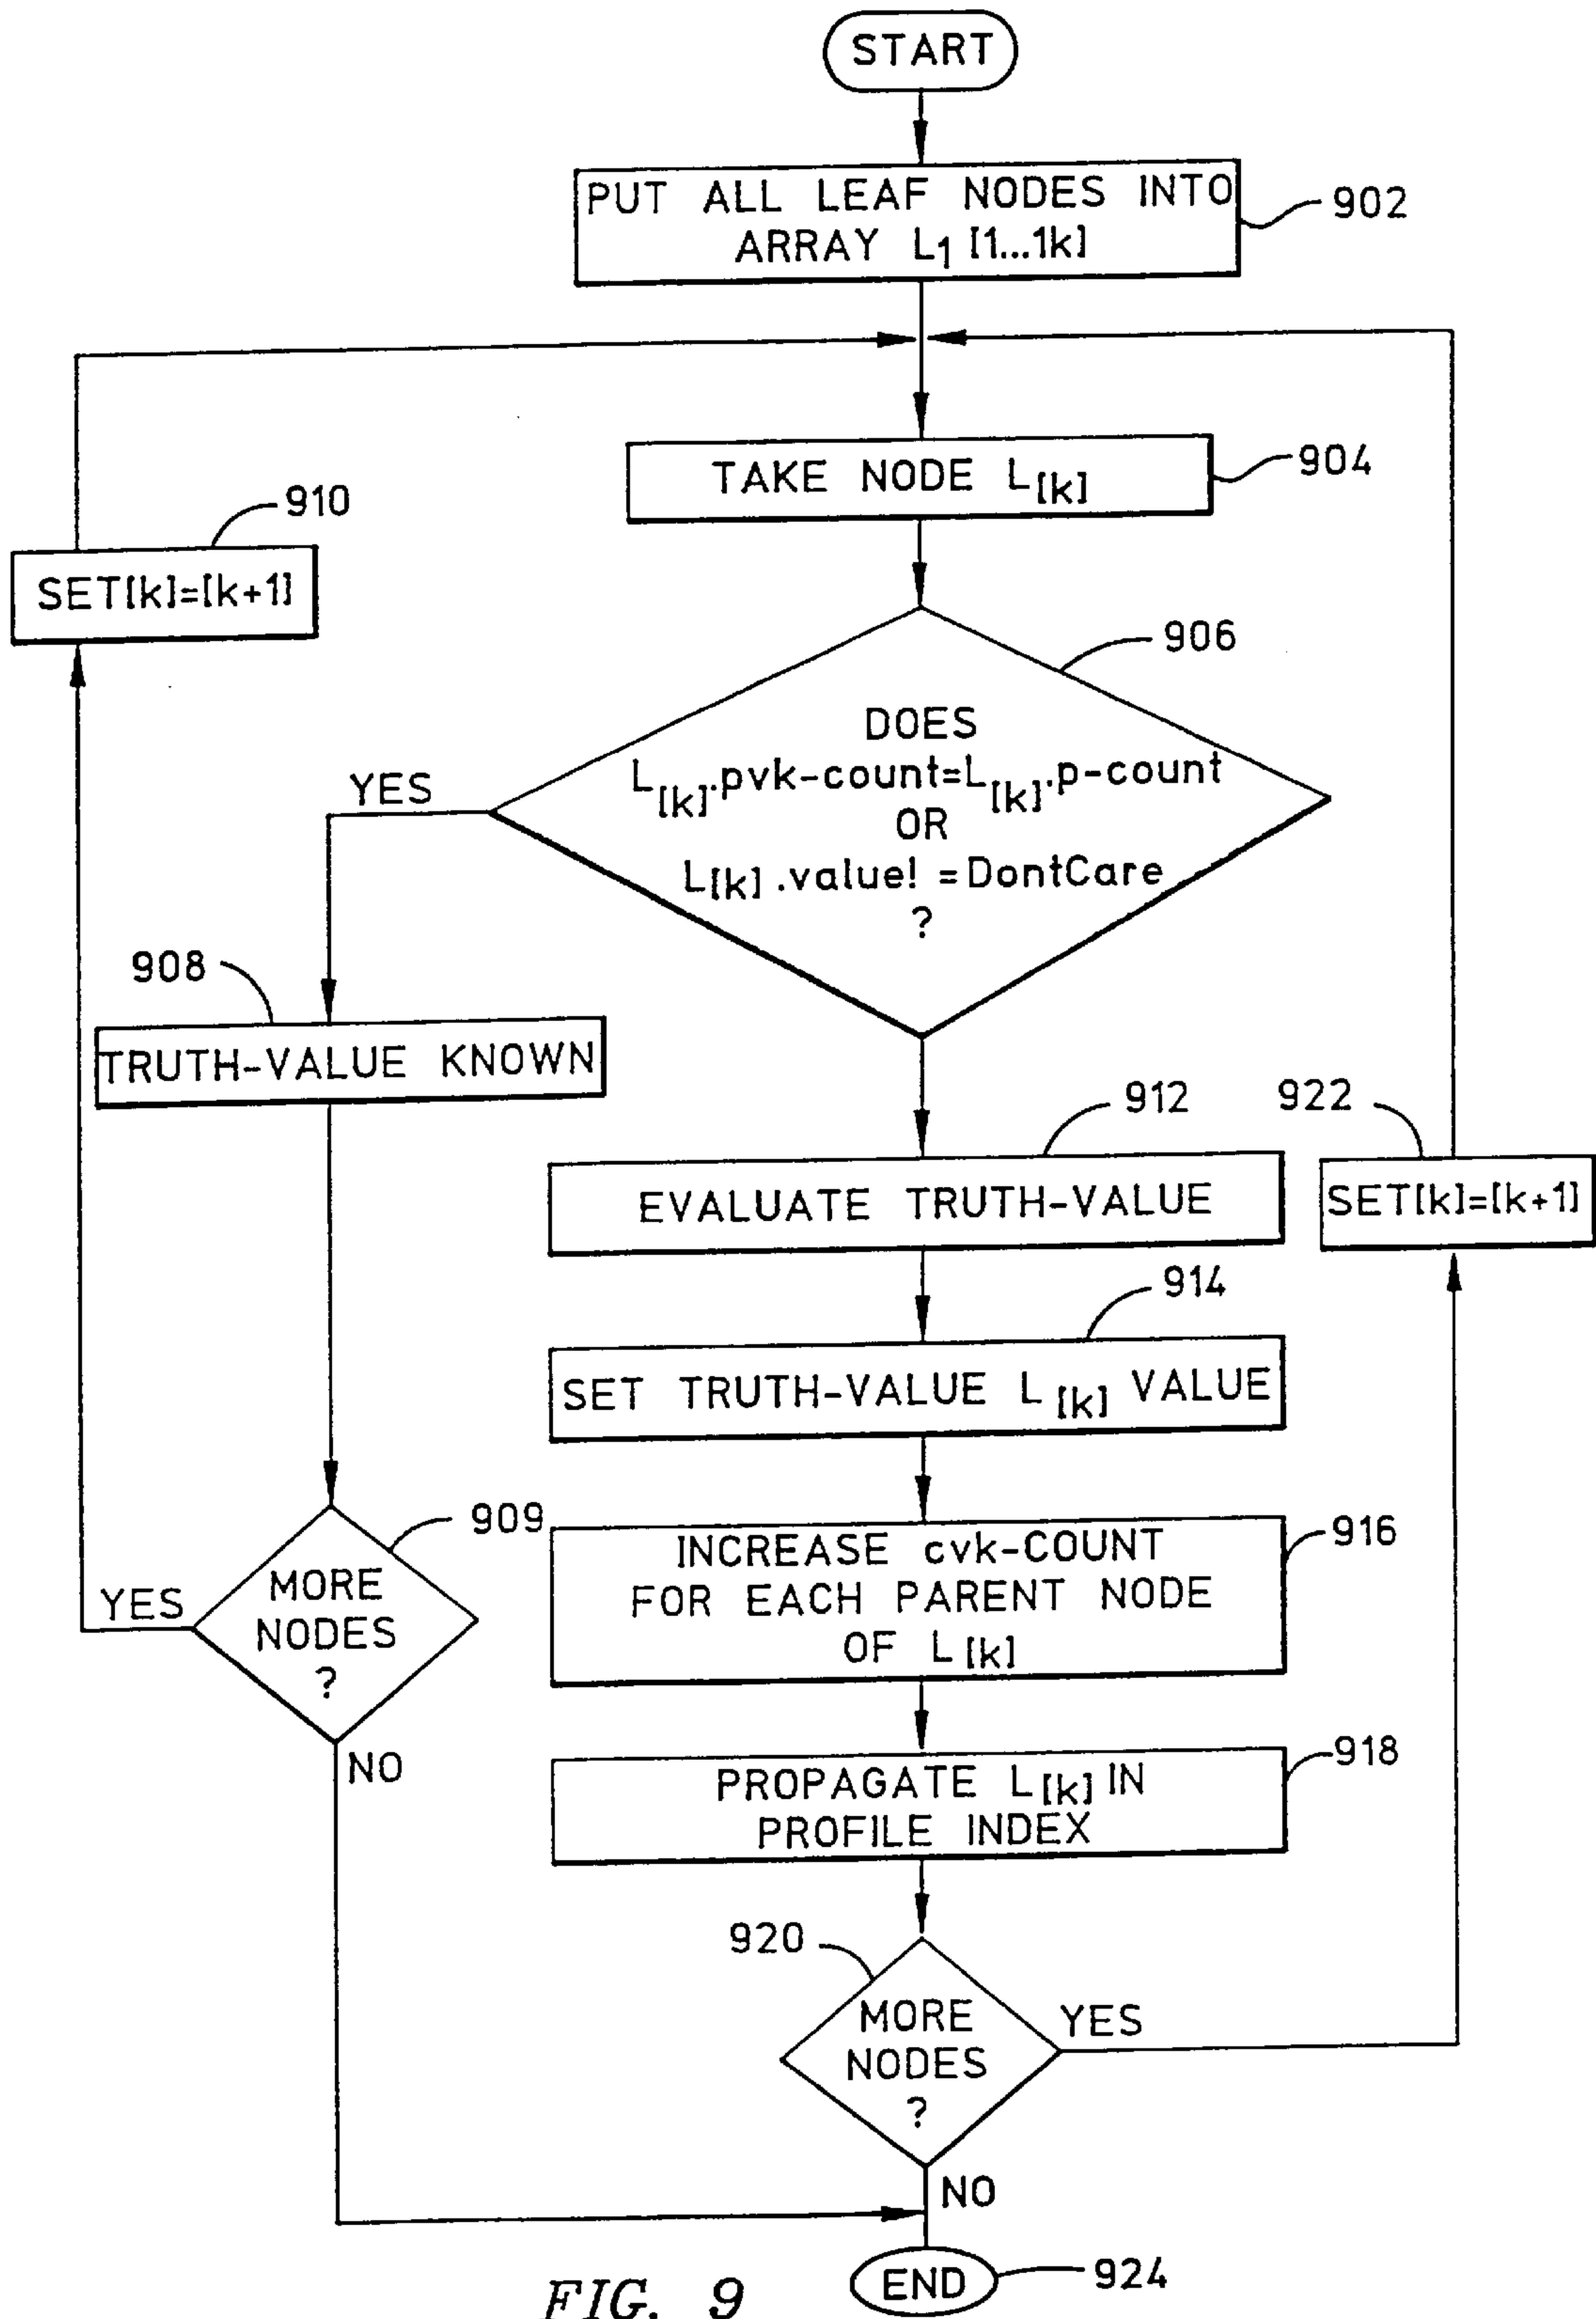 START
PUT ALL LEAF NODES INTO
ARRAY L1 [1...1k]
902
TAKE NODE L[k]
904
910
SET[k]=[k+1]
906
DOES
L[k].pvk-count=L[k].p-count
OR
L[k].value! =DontCare
?
YES
908
TRUTH-VALUE KNOWN
912
EVALUATE TRUTH-VALUE
922
SET[k]=[k+1]
914
SET TRUTH-VALUE L[k] VALUE
909
MORE
NODES
?
YES
NO
916
INCREASE cvk-COUNT
FOR EACH PARENT NODE
OF L[k]
918
PROPAGATE L[k] IN
PROFILE INDEX
920
MORE
NODES
?
YES
NO
END
924
FIG. 9